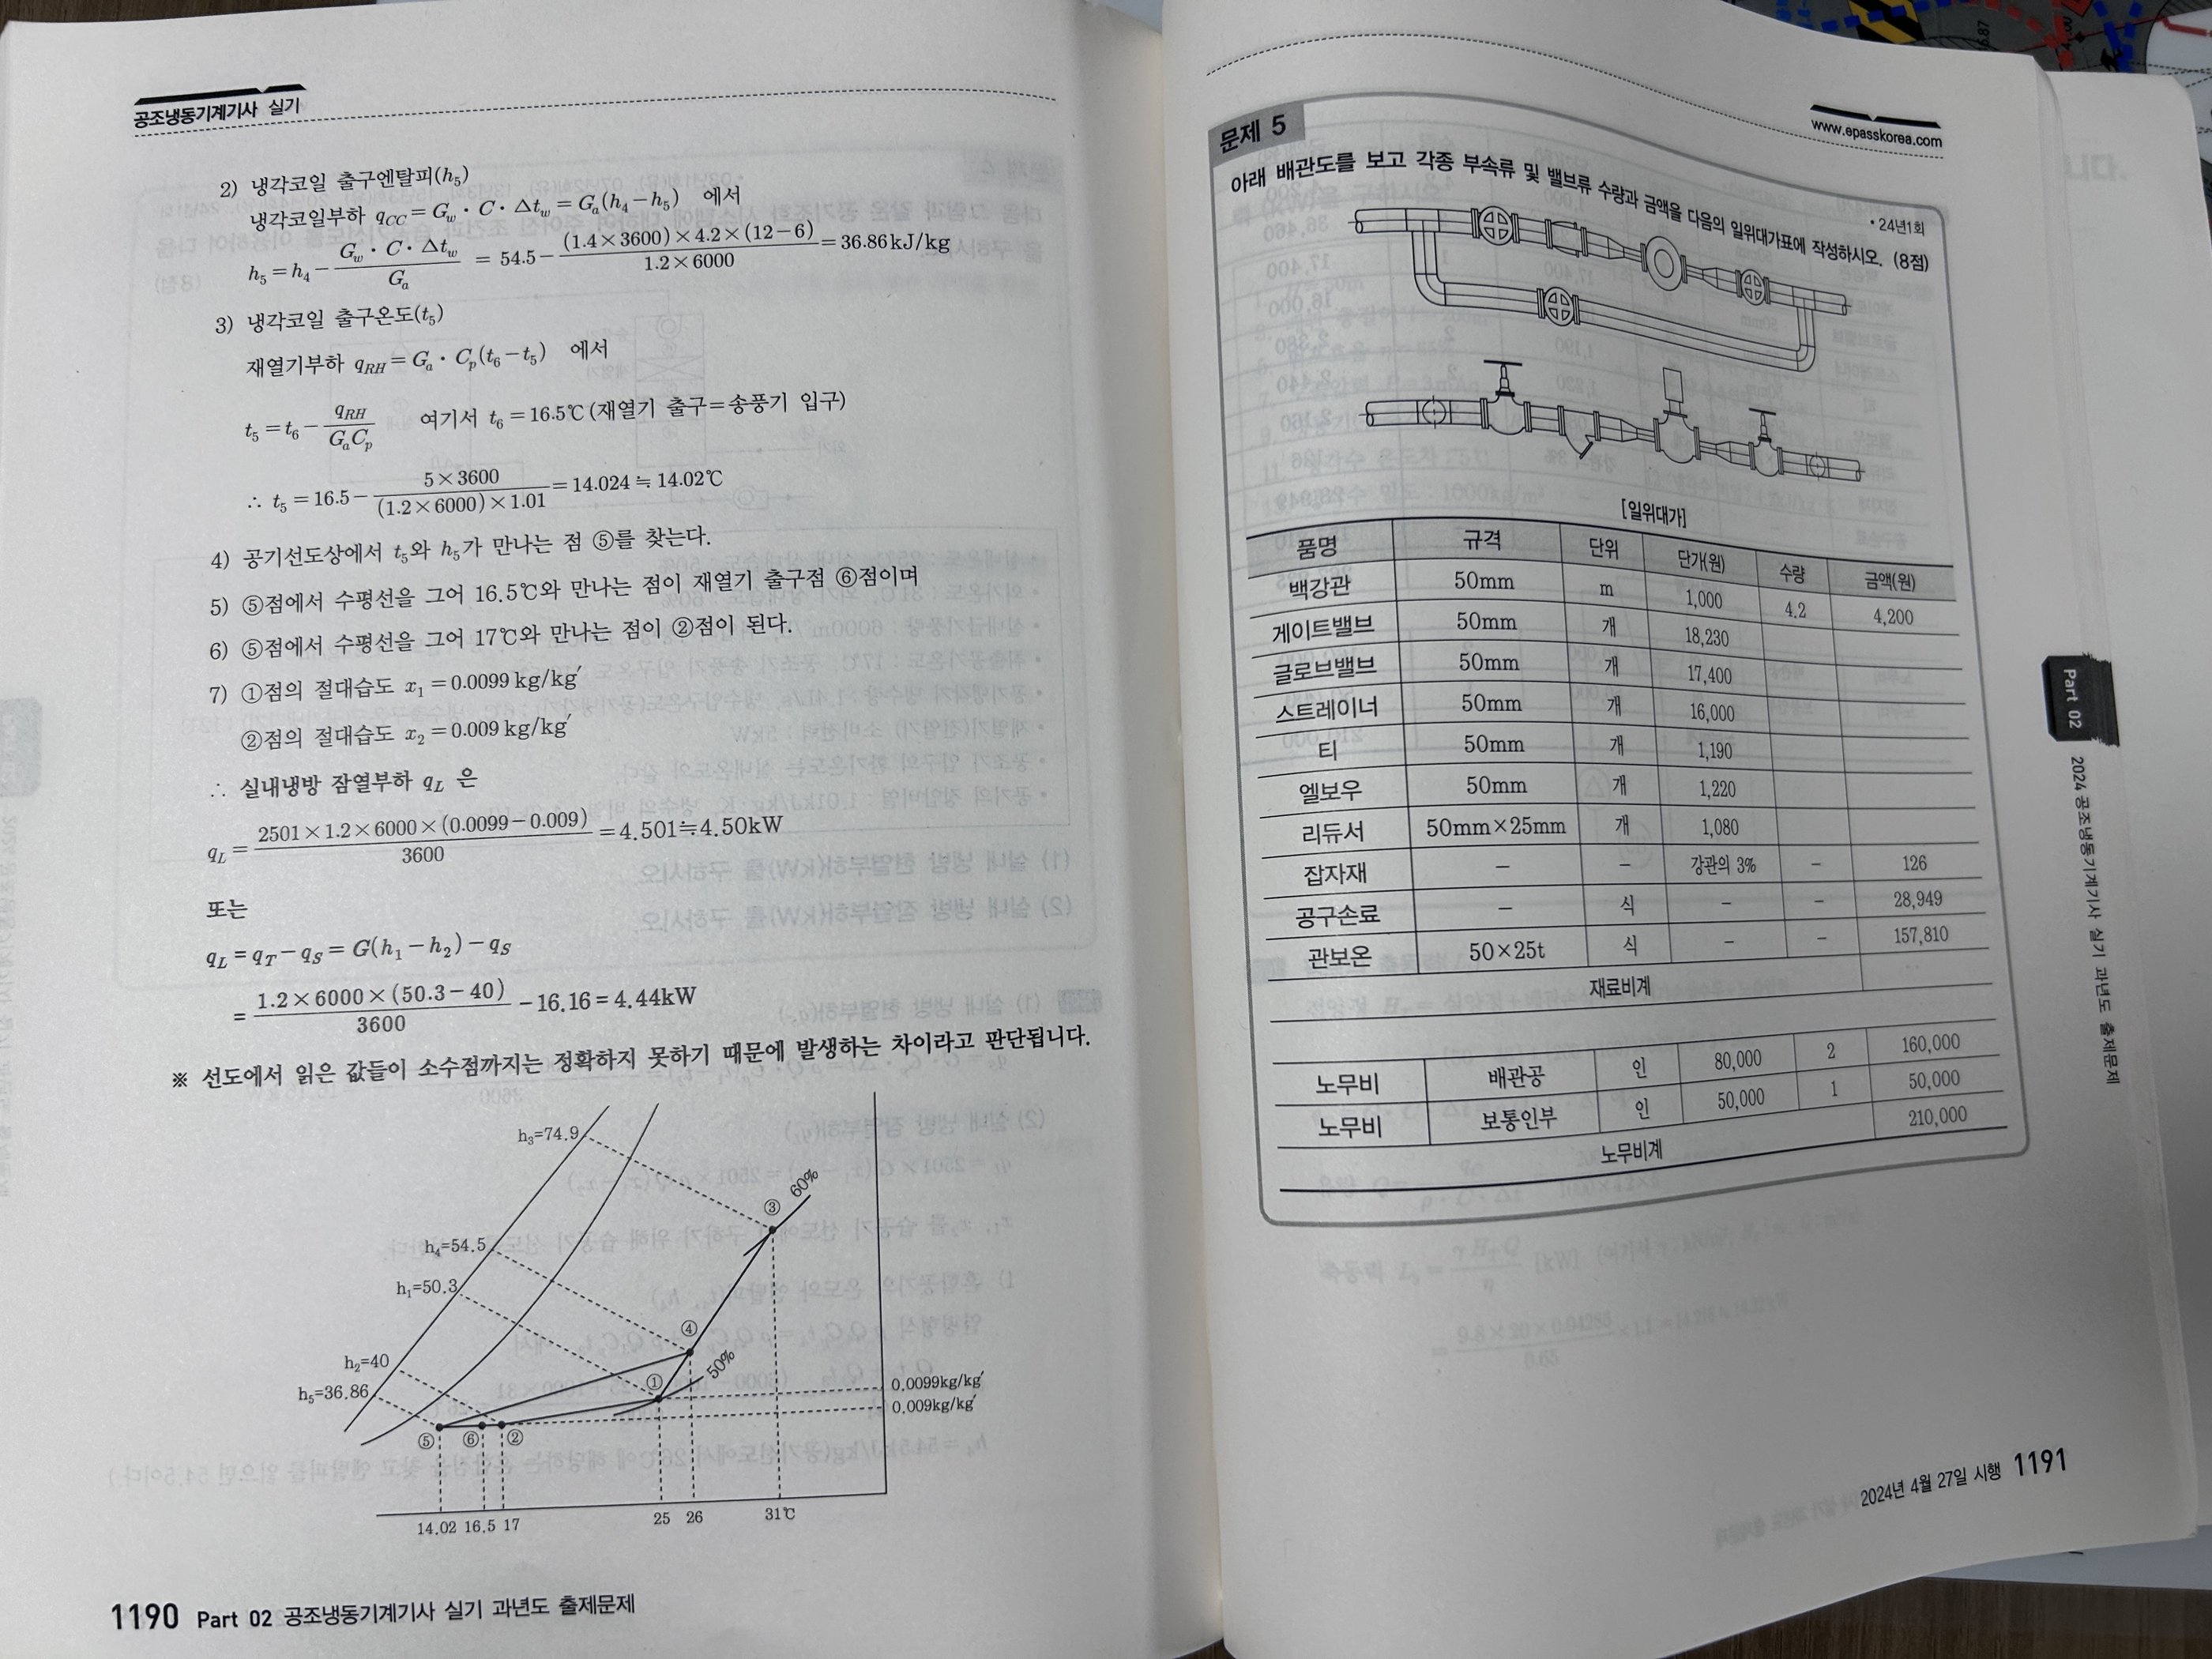 공조냉동기계기사 실기
2) 냉각코일 출구엔탈피(h₅)
냉각코일부하 q_CC = G_w · C · Δt_w = G_a(h₄ − h₅) 에서
h₅ = h₄ − (G_w · C · Δt_w)/G_a = 54.5 − ((1.4×3600)×4.2×(12−6))/(1.2×6000) = 36.86kJ/kg
3) 냉각코일 출구온도(t₅)
재열기부하 q_RH = G_a · C_p(t₆ − t₅) 에서
t₅ = t₆ − q_RH/(G_a C_p) 여기서 t₆ = 16.5℃ (재열기 출구=송풍기 입구)
∴ t₅ = 16.5 − (5×3600)/((1.2×6000)×1.01) = 14.024 ≒ 14.02℃
4) 공기선도상에서 t₅와 h₅가 만나는 점 ⑤를 찾는다.
5) ⑤점에서 수평선을 그어 16.5℃와 만나는 점이 재열기 출구점 ⑥점이며
6) ⑤점에서 수평선을 그어 17℃와 만나는 점이 ②점이 된다.
7) ①점의 절대습도 x₁ = 0.0099 kg/kg′
②점의 절대습도 x₂ = 0.009 kg/kg′
∴ 실내냉방 잠열부하 q_L 은
q_L = (2501×1.2×6000×(0.0099−0.009))/3600 = 4.501≒4.50kW
또는
q_L = q_T − q_S = G(h₁ − h₂) − q_S
= (1.2×6000×(50.3−40))/3600 − 16.16 = 4.44kW
※ 선도에서 읽은 값들이 소수점까지는 정확하지 못하기 때문에 발생하는 차이라고 판단됩니다.
h₃=74.9
③
60%
h₄=54.5
h₁=50.3
④
50%
h₂=40
①
h₅=36.86
0.0099kg/kg′
0.009kg/kg′
⑤ ⑥ ②
14.02 16.5 17 25 26 31℃
1190 Part 02 공조냉동기계기사 실기 과년도 출제문제
www.epasskorea.com
문제 5
• 24년1회
아래 배관도를 보고 각종 부속류 및 밸브류 수량과 금액을 다음의 일위대가표에 작성하시오. (8점)
[일위대가]
품명 규격 단위 단가(원) 수량 금액(원)
백강관 50mm m 1,000 4.2 4,200
게이트밸브 50mm 개 18,230
글로브밸브 50mm 개 17,400
스트레이너 50mm 개 16,000
티 50mm 개 1,190
엘보우 50mm 개 1,220
리듀서 50mm×25mm 개 1,080
잡자재 − − 강관의 3% − 126
공구손료 − 식 − − 28,949
관보온 50×25t 식 − − 157,810
재료비계
노무비 배관공 인 80,000 2 160,000
노무비 보통인부 인 50,000 1 50,000
노무비계 210,000
Part 02
2024 공조냉동기계기사 실기 과년도 출제문제
2024년 4월 27일 시행 1191